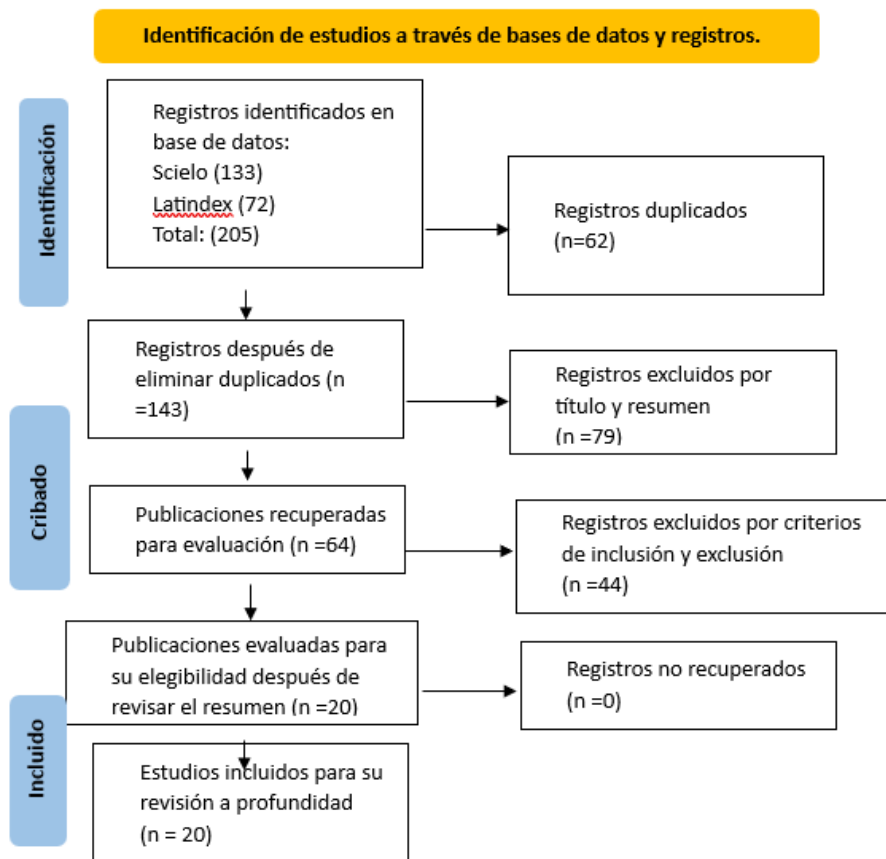 Identificación de estudios a través de bases de datos y registros.
Identificación
Registros identificados en
base de datos:
Scielo (133)
Latindex (72)
Total: (205)
Registros duplicados
(n=62)
Registros después de
eliminar duplicados (n
=143)
Registros excluidos por
título y resumen
(n =79)
Cribado
Publicaciones recuperadas
para evaluación (n =64)
Registros excluidos por criterios
de inclusión y exclusión
(n =44)
Publicaciones evaluadas para
su elegibilidad después de
revisar el resumen (n =20)
Registros no recuperados
(n =0)
Incluido
Estudios incluidos para su
revisión a profundidad
(n = 20)